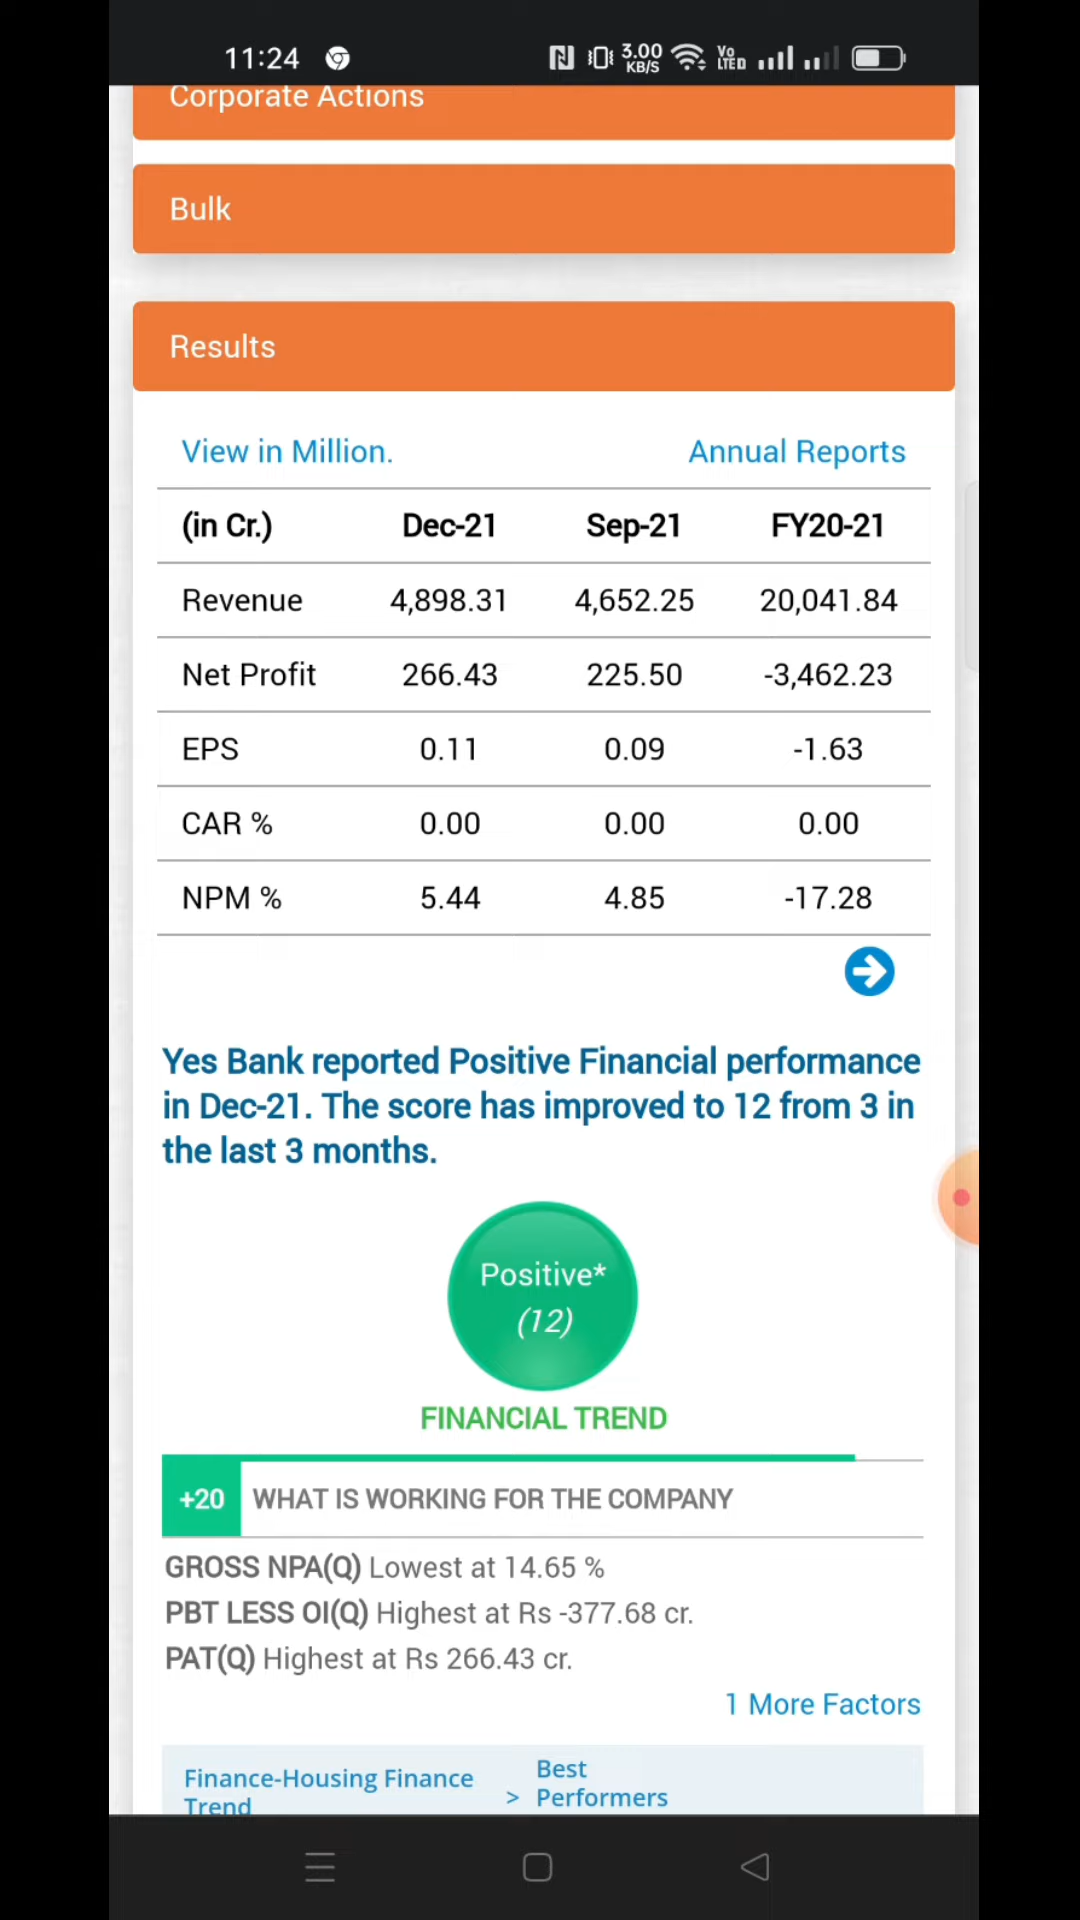 11:24 3.00 KB/S Vo LTE
Corporate Actions
Bulk
Results
View in Million. Annual Reports
(in Cr.) Dec-21 Sep-21 FY20-21
Revenue 4,898.31 4,652.25 20,041.84
Net Profit 266.43 225.50 -3,462.23
EPS 0.11 0.09 -1.63
CAR % 0.00 0.00 0.00
NPM % 5.44 4.85 -17.28
Yes Bank reported Positive Financial performance
in Dec-21. The score has improved to 12 from 3 in
the last 3 months.
Positive*
(12)
FINANCIAL TREND
+20 WHAT IS WORKING FOR THE COMPANY
GROSS NPA(Q) Lowest at 14.65 %
PBT LESS OI(Q) Highest at Rs -377.68 cr.
PAT(Q) Highest at Rs 266.43 cr.
1 More Factors
Finance-Housing Finance
Trend
> Best
Performers